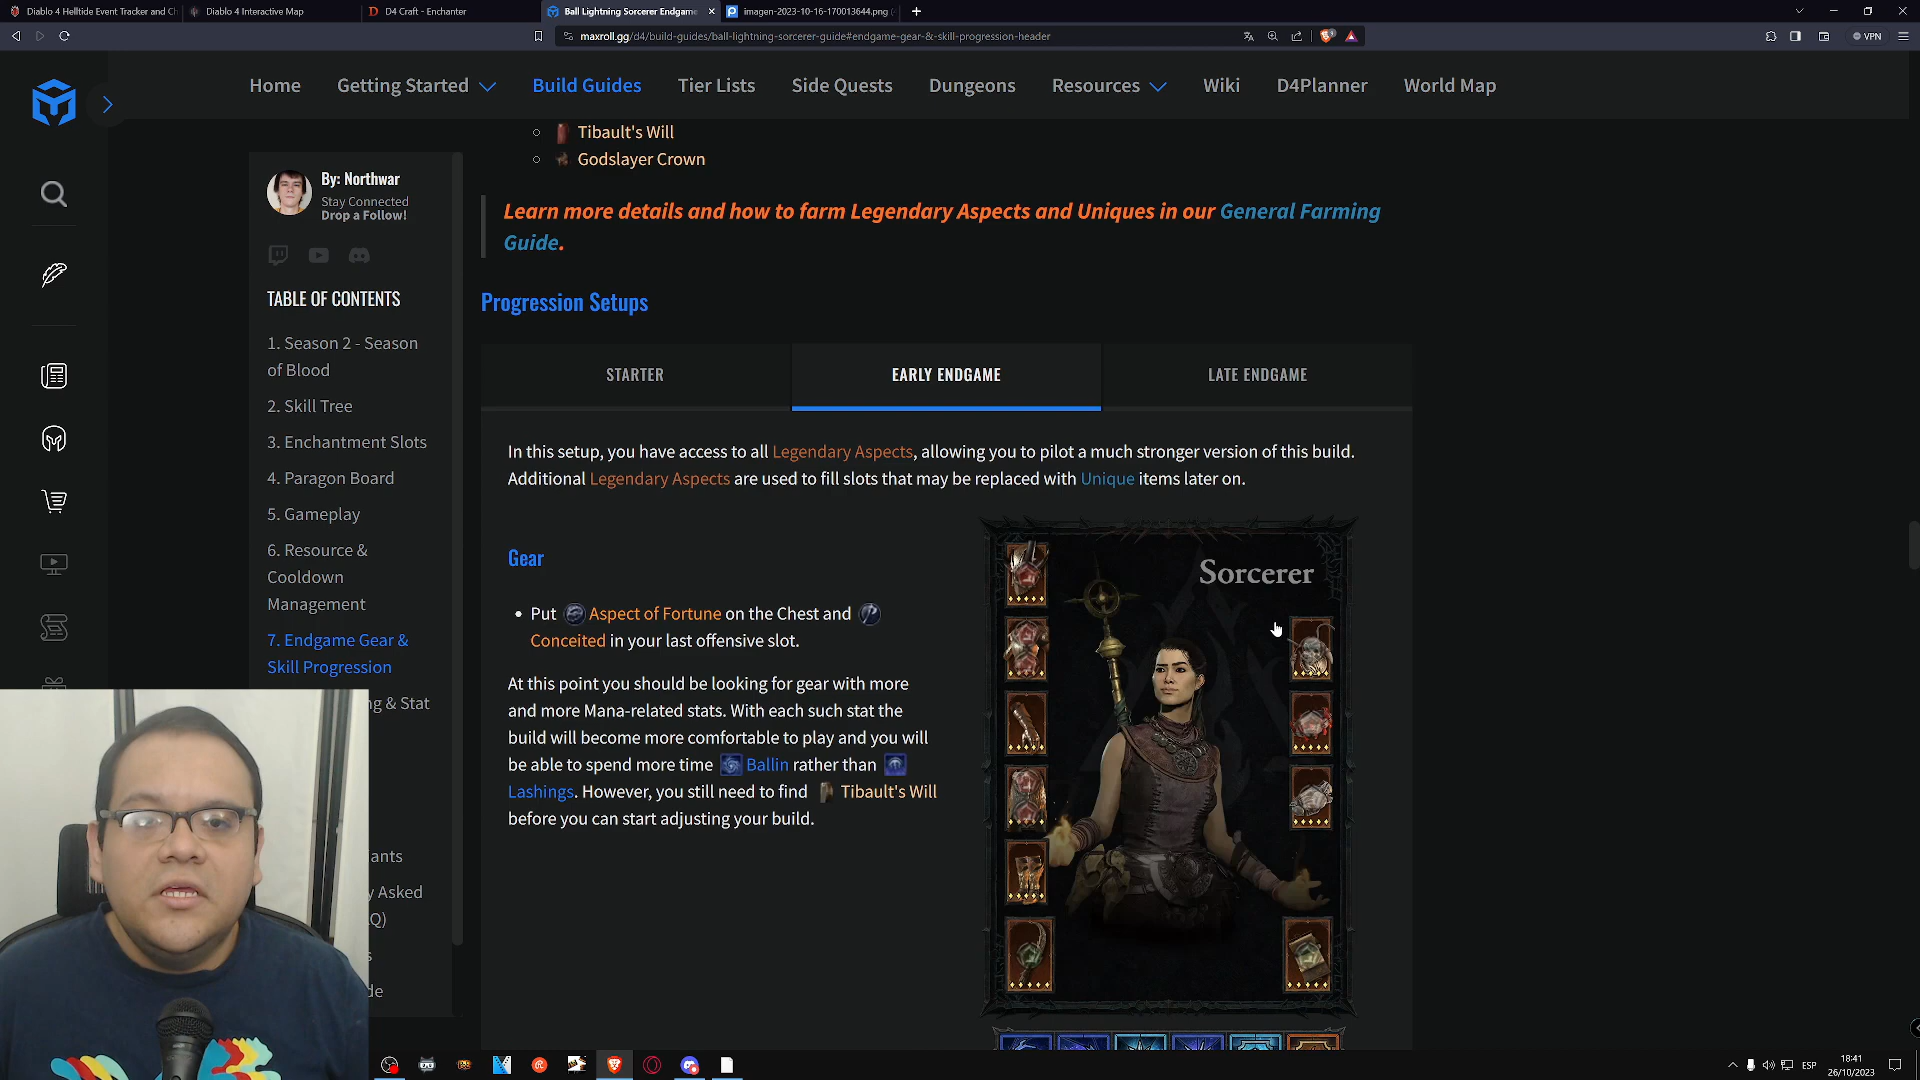 Diablo 4 Helltide Event Tracker and Ch
Diablo 4 Interactive Map
D4 Craft - Enchanter
Ball Lightning Sorcerer Endgame
imagen-2023-10-16-170013644.png (
maxroll.gg/d4/build-guides/ball-lightning-sorcerer-guide#endgame-gear-&-skill-progression-header
VPN
Home
Getting Started
Build Guides
Tier Lists
Side Quests
Dungeons
Resources
Wiki
D4Planner
World Map
Tibault's Will
Godslayer Crown
By: Northwar
Stay Connected
Drop a Follow!
Learn more details and how to farm Legendary Aspects and Uniques in our General Farming
Guide.
TABLE OF CONTENTS
1. Season 2 - Season
of Blood
2. Skill Tree
3. Enchantment Slots
4. Paragon Board
5. Gameplay
6. Resource &
Cooldown
Management
7. Endgame Gear &
Skill Progression
g & Stat
ants
y Asked
Q)
s
de
Progression Setups
STARTER
EARLY ENDGAME
LATE ENDGAME
In this setup, you have access to all Legendary Aspects, allowing you to pilot a much stronger version of this build.
Additional Legendary Aspects are used to fill slots that may be replaced with Unique items later on.
Gear
Put Aspect of Fortune on the Chest and
Conceited in your last offensive slot.
At this point you should be looking for gear with more
and more Mana-related stats. With each such stat the
build will become more comfortable to play and you will
be able to spend more time Ballin rather than
Lashings. However, you still need to find Tibault's Will
before you can start adjusting your build.
Sorcerer
ESP
18:41
26/10/2023